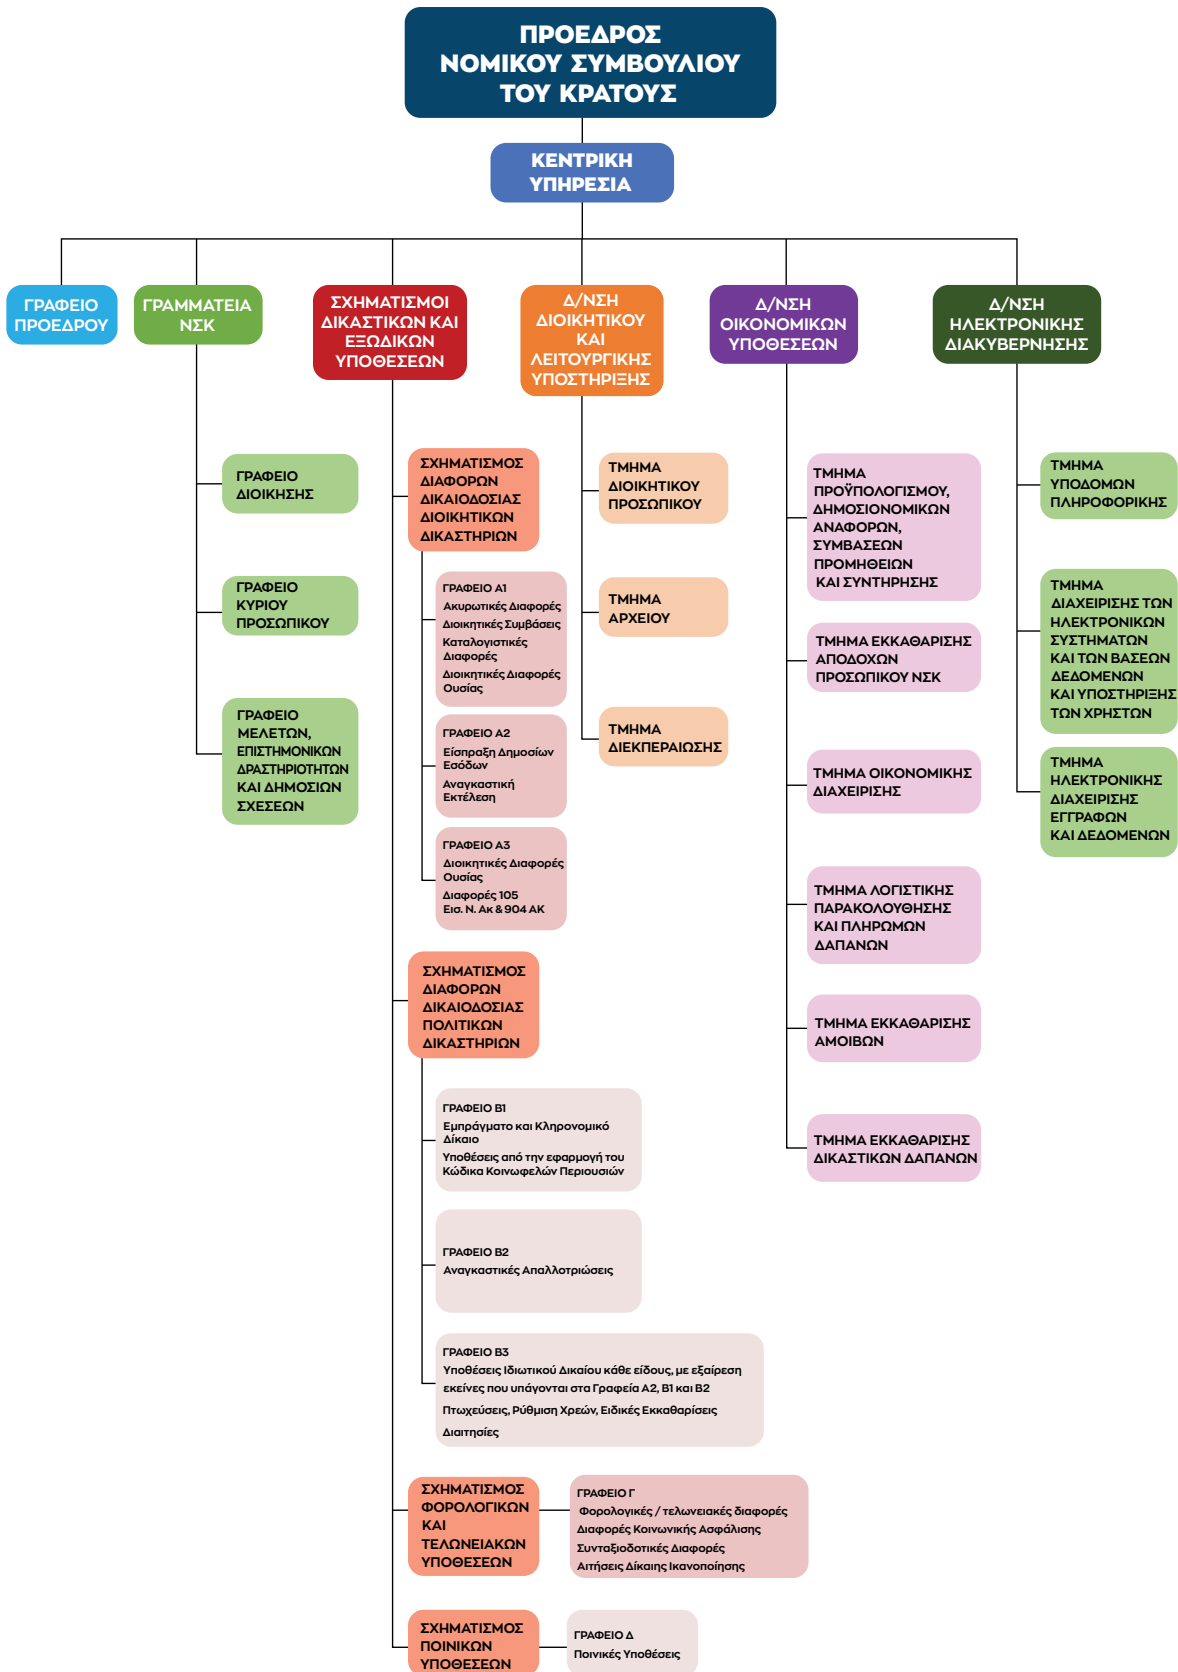 ΠΡΟΕΔΡΟΣ
ΝΟΜΙΚΟΥ ΣΥΜΒΟΥΛΙΟΥ
ΤΟΥ ΚΡΑΤΟΥΣ
ΚΕΝΤΡΙΚΗ
ΥΠΗΡΕΣΙΑ
ΓΡΑΦΕΙΟ
ΠΡΟΕΔΡΟΥ
ΓΡΑΜΜΑΤΕΙΑ
ΝΣΚ
ΣΧΗΜΑΤΙΣΜΟΙ
ΔΙΚΑΣΤΙΚΩΝ ΚΑΙ
ΕΞΩΔΙΚΩΝ
ΥΠΟΘΕΣΕΩΝ
Δ/ΝΣΗ
ΔΙΟΙΚΗΤΙΚΟΥ
ΚΑΙ
ΛΕΙΤΟΥΡΓΙΚΗΣ
ΥΠΟΣΤΗΡΙΞΗΣ
Δ/ΝΣΗ
ΟΙΚΟΝΟΜΙΚΩΝ
ΥΠΟΘΕΣΕΩΝ
Δ/ΝΣΗ
ΗΛΕΚΤΡΟΝΙΚΗΣ
ΔΙΑΚΥΒΕΡΝΗΣΗΣ
ΓΡΑΦΕΙΟ
ΔΙΟΙΚΗΣΗΣ
ΓΡΑΦΕΙΟ
ΚΥΡΙΟΥ
ΠΡΟΣΩΠΙΚΟΥ
ΓΡΑΦΕΙΟ
ΜΕΛΕΤΩΝ,
ΕΠΙΣΤΗΜΟΝΙΚΩΝ
ΔΡΑΣΤΗΡΙΟΤΗΤΩΝ
ΚΑΙ ΔΗΜΟΣΙΩΝ
ΣΧΕΣΕΩΝ
ΣΧΗΜΑΤΙΣΜΟΣ
ΔΙΑΦΟΡΩΝ
ΔΙΚΑΙΟΔΟΣΙΑΣ
ΔΙΟΙΚΗΤΙΚΩΝ
ΔΙΚΑΣΤΗΡΙΩΝ
ΓΡΑΦΕΙΟ Α1
Ακυρωτικές Διαφορές
Διοικητικές Συμβάσεις
Καταλογιστικές
Διαφορές
Διοικητικές Διαφορές
Ουσίας
ΓΡΑΦΕΙΟ Α2
Είσπραξη Δημοσίων
Εσόδων
Αναγκαστική
Εκτέλεση
ΓΡΑΦΕΙΟ Α3
Διοικητικές Διαφορές
Ουσίας
Διαφορές 105
Εισ. Ν. Ακ & 904 ΑΚ
ΣΧΗΜΑΤΙΣΜΟΣ
ΔΙΑΦΟΡΩΝ
ΔΙΚΑΙΟΔΟΣΙΑΣ
ΠΟΛΙΤΙΚΩΝ
ΔΙΚΑΣΤΗΡΙΩΝ
ΓΡΑΦΕΙΟ Β1
Εμπράγματο και Κληρονομικό
Δίκαιο
Υποθέσεις από την εφαρμογή του
Κώδικα Κοινωφελών Περιουσιών
ΓΡΑΦΕΙΟ Β2
Αναγκαστικές Απαλλοτριώσεις
ΓΡΑΦΕΙΟ Β3
Υποθέσεις Ιδιωτικού Δικαίου κάθε είδους, με εξαίρεση
εκείνες που υπάγονται στα Γραφεία Α2, Β1 και Β2
Πτωχεύσεις, Ρύθμιση Χρεών, Ειδικές Εκκαθαρίσεις
Διαιτησίες
ΣΧΗΜΑΤΙΣΜΟΣ
ΦΟΡΟΛΟΓΙΚΩΝ
ΚΑΙ
ΤΕΛΩΝΕΙΑΚΩΝ
ΥΠΟΘΕΣΕΩΝ
ΓΡΑΦΕΙΟ Γ
Φορολογικές / τελωνειακές διαφορές
Διαφορές Κοινωνικής Ασφάλισης
Συνταξιοδοτικές Διαφορές
Αιτήσεις Δίκαιης Ικανοποίησης
ΣΧΗΜΑΤΙΣΜΟΣ
ΠΟΙΝΙΚΩΝ
ΥΠΟΘΕΣΕΩΝ
ΓΡΑΦΕΙΟ Δ
Ποινικές Υποθέσεις
ΤΜΗΜΑ
ΔΙΟΙΚΗΤΙΚΟΥ
ΠΡΟΣΩΠΙΚΟΥ
ΤΜΗΜΑ
ΑΡΧΕΙΟΥ
ΤΜΗΜΑ
ΔΙΕΚΠΕΡΑΙΩΣΗΣ
ΤΜΗΜΑ
ΠΡΟΫΠΟΛΟΓΙΣΜΟΥ,
ΔΗΜΟΣΙΟΝΟΜΙΚΩΝ
ΑΝΑΦΟΡΩΝ,
ΣΥΜΒΑΣΕΩΝ
ΠΡΟΜΗΘΕΙΩΝ
ΚΑΙ ΣΥΝΤΗΡΗΣΗΣ
ΤΜΗΜΑ ΕΚΚΑΘΑΡΙΣΗΣ
ΑΠΟΔΟΧΩΝ
ΠΡΟΣΩΠΙΚΟΥ ΝΣΚ
ΤΜΗΜΑ ΟΙΚΟΝΟΜΙΚΗΣ
ΔΙΑΧΕΙΡΙΣΗΣ
ΤΜΗΜΑ ΛΟΓΙΣΤΙΚΗΣ
ΠΑΡΑΚΟΛΟΥΘΗΣΗΣ
ΚΑΙ ΠΛΗΡΩΜΩΝ
ΔΑΠΑΝΩΝ
ΤΜΗΜΑ ΕΚΚΑΘΑΡΙΣΗΣ
ΑΜΟΙΒΩΝ
ΤΜΗΜΑ ΕΚΚΑΘΑΡΙΣΗΣ
ΔΙΚΑΣΤΙΚΩΝ ΔΑΠΑΝΩΝ
ΤΜΗΜΑ
ΥΠΟΔΟΜΩΝ
ΠΛΗΡΟΦΟΡΙΚΗΣ
ΤΜΗΜΑ
ΔΙΑΧΕΙΡΙΣΗΣ ΤΩΝ
ΗΛΕΚΤΡΟΝΙΚΩΝ
ΣΥΣΤΗΜΑΤΩΝ
ΚΑΙ ΤΩΝ ΒΑΣΕΩΝ
ΔΕΔΟΜΕΝΩΝ
ΚΑΙ ΥΠΟΣΤΗΡΙΞΗΣ
ΤΩΝ ΧΡΗΣΤΩΝ
ΤΜΗΜΑ
ΗΛΕΚΤΡΟΝΙΚΗΣ
ΔΙΑΧΕΙΡΙΣΗΣ
ΕΓΓΡΑΦΩΝ
ΚΑΙ ΔΕΔΟΜΕΝΩΝ